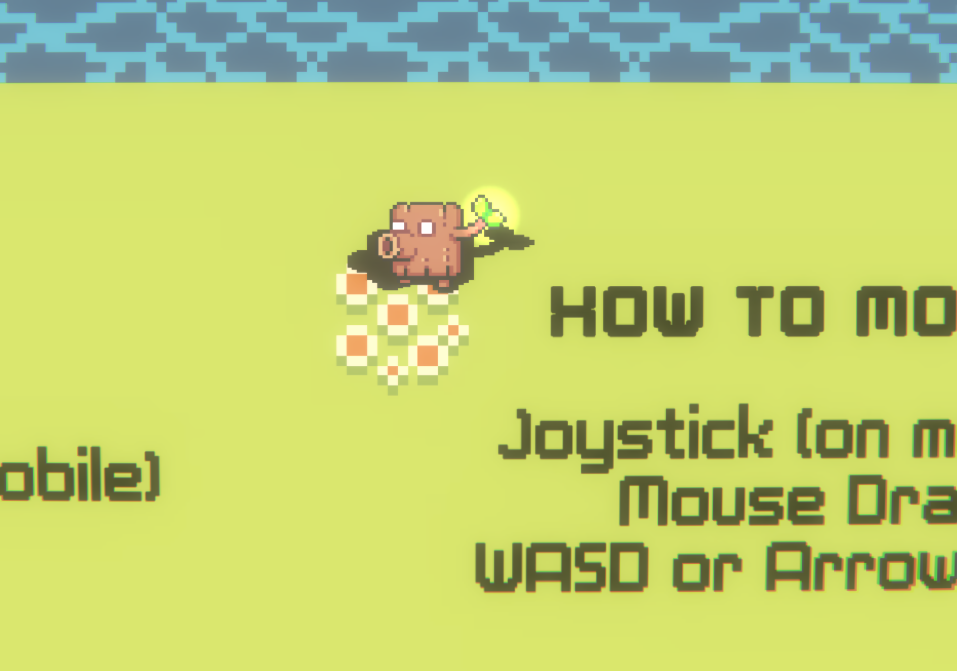 HOW TO MO
Joystick (on m
Mouse Dra
WASD or Arrow
obile)